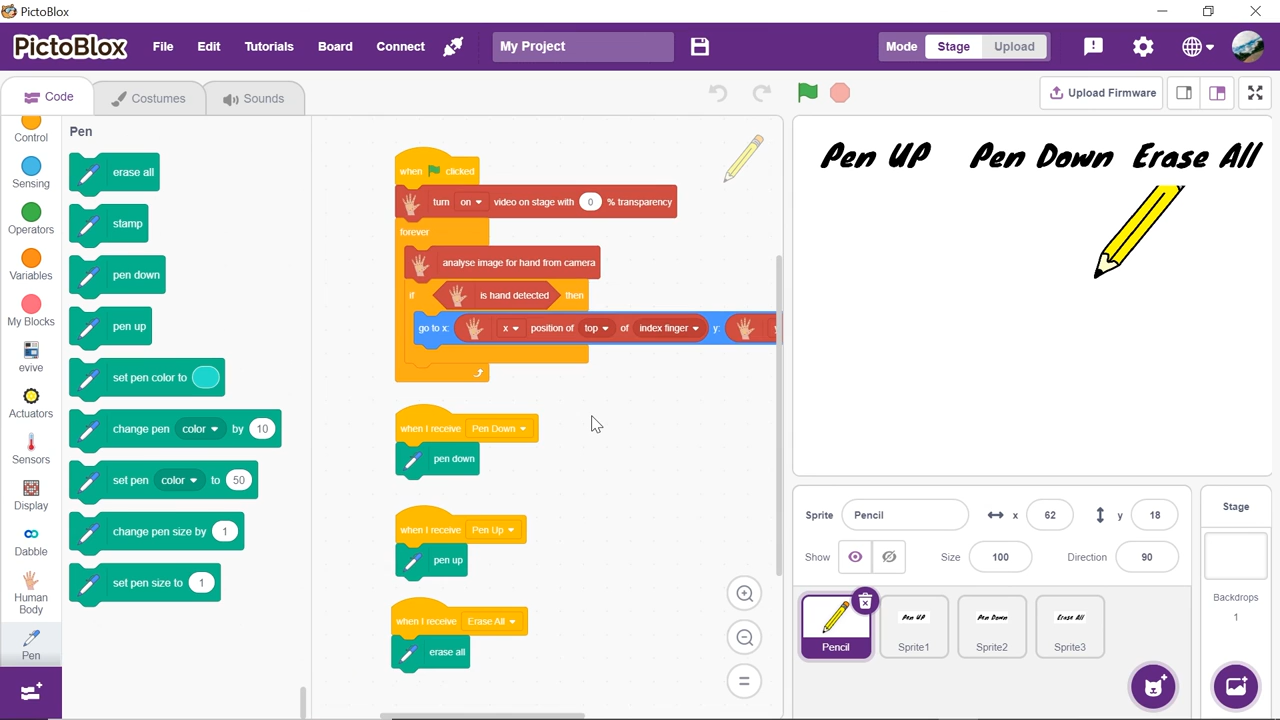 PictoBlox
PictoBlox File Edit Tutorials Board Connect My Project Mode Stage Upload
Code Costumes Sounds Upload Firmware
Control
Sensing
Operators
Variables
My Blocks
evive
Actuators
Sensors
Display
Dabble
Human
Body
Pen
Pen
erase all
stamp
pen down
pen up
set pen color to
change pen color by 10
set pen color to 50
change pen size by 1
set pen size to 1
when clicked
turn on video on stage with 0 % transparency
forever
analyse image for hand from camera
if is hand detected then
go to x: x position of top of index finger y:
when I receive Pen Down
pen down
when I receive Pen Up
pen up
when I receive Erase All
erase all
Pen UP Pen Down Erase All
Sprite Pencil x 62 y 18
Show Size 100 Direction 90
Pencil
Pen UP
Sprite1
Pen Down
Sprite2
Erase All
Sprite3
Stage
Backdrops
1